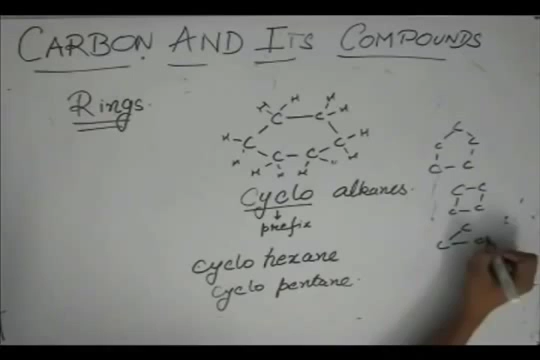 CARBON AND ITS COMPOUNDS
Rings.
H H H
C C H
H C C H
H C C H
H H H
Cyclo alkanes.
prefix
cyclo hexane
cyclo pentane.
C
C C
C C
C C
C C
C
C C